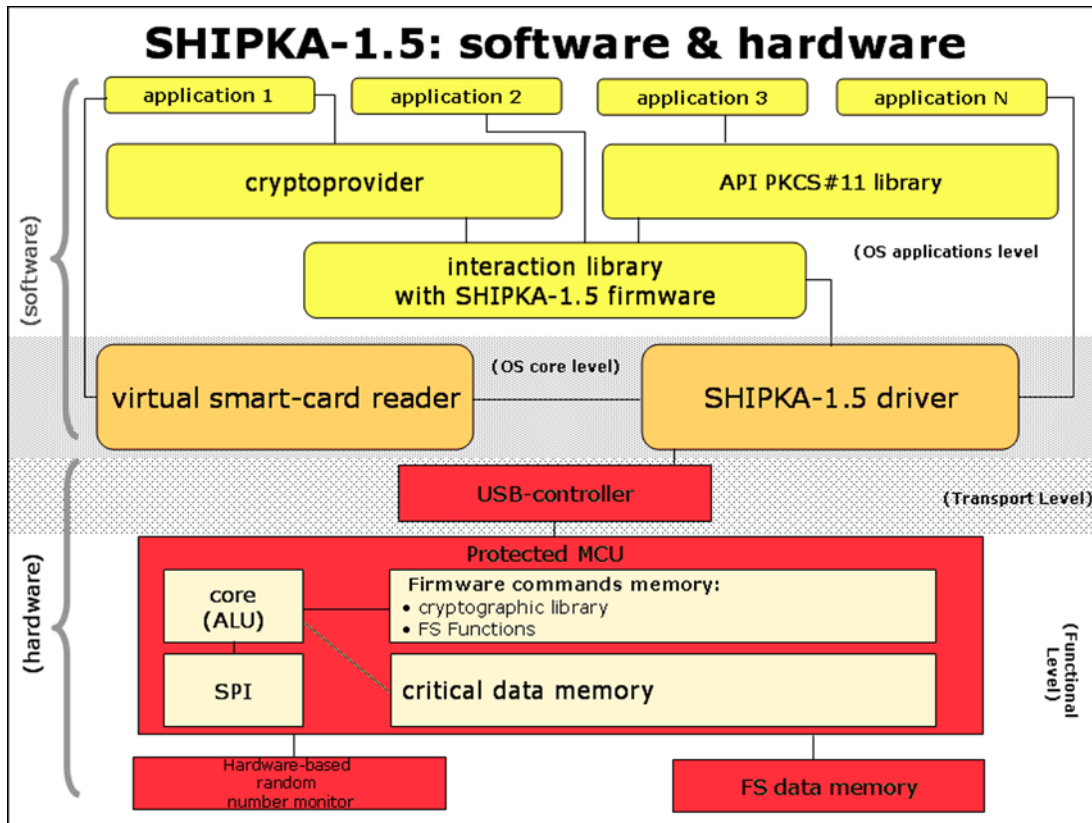 SHIPKA-1.5: software & hardware
application 1
application 2
application 3
application N
cryptoprovider
API PKCS#11 library
(OS applications level
interaction library
with SHIPKA-1.5 firmware
(software)
virtual smart-card reader
(OS core level)
SHIPKA-1.5 driver
USB-controller
(Transport Level)
Protected MCU
core
(ALU)
Firmware commands memory:
• cryptographic library
• FS Functions
SPI
critical data memory
(hardware)
(Functional
Level)
Hardware-based
random
number monitor
FS data memory